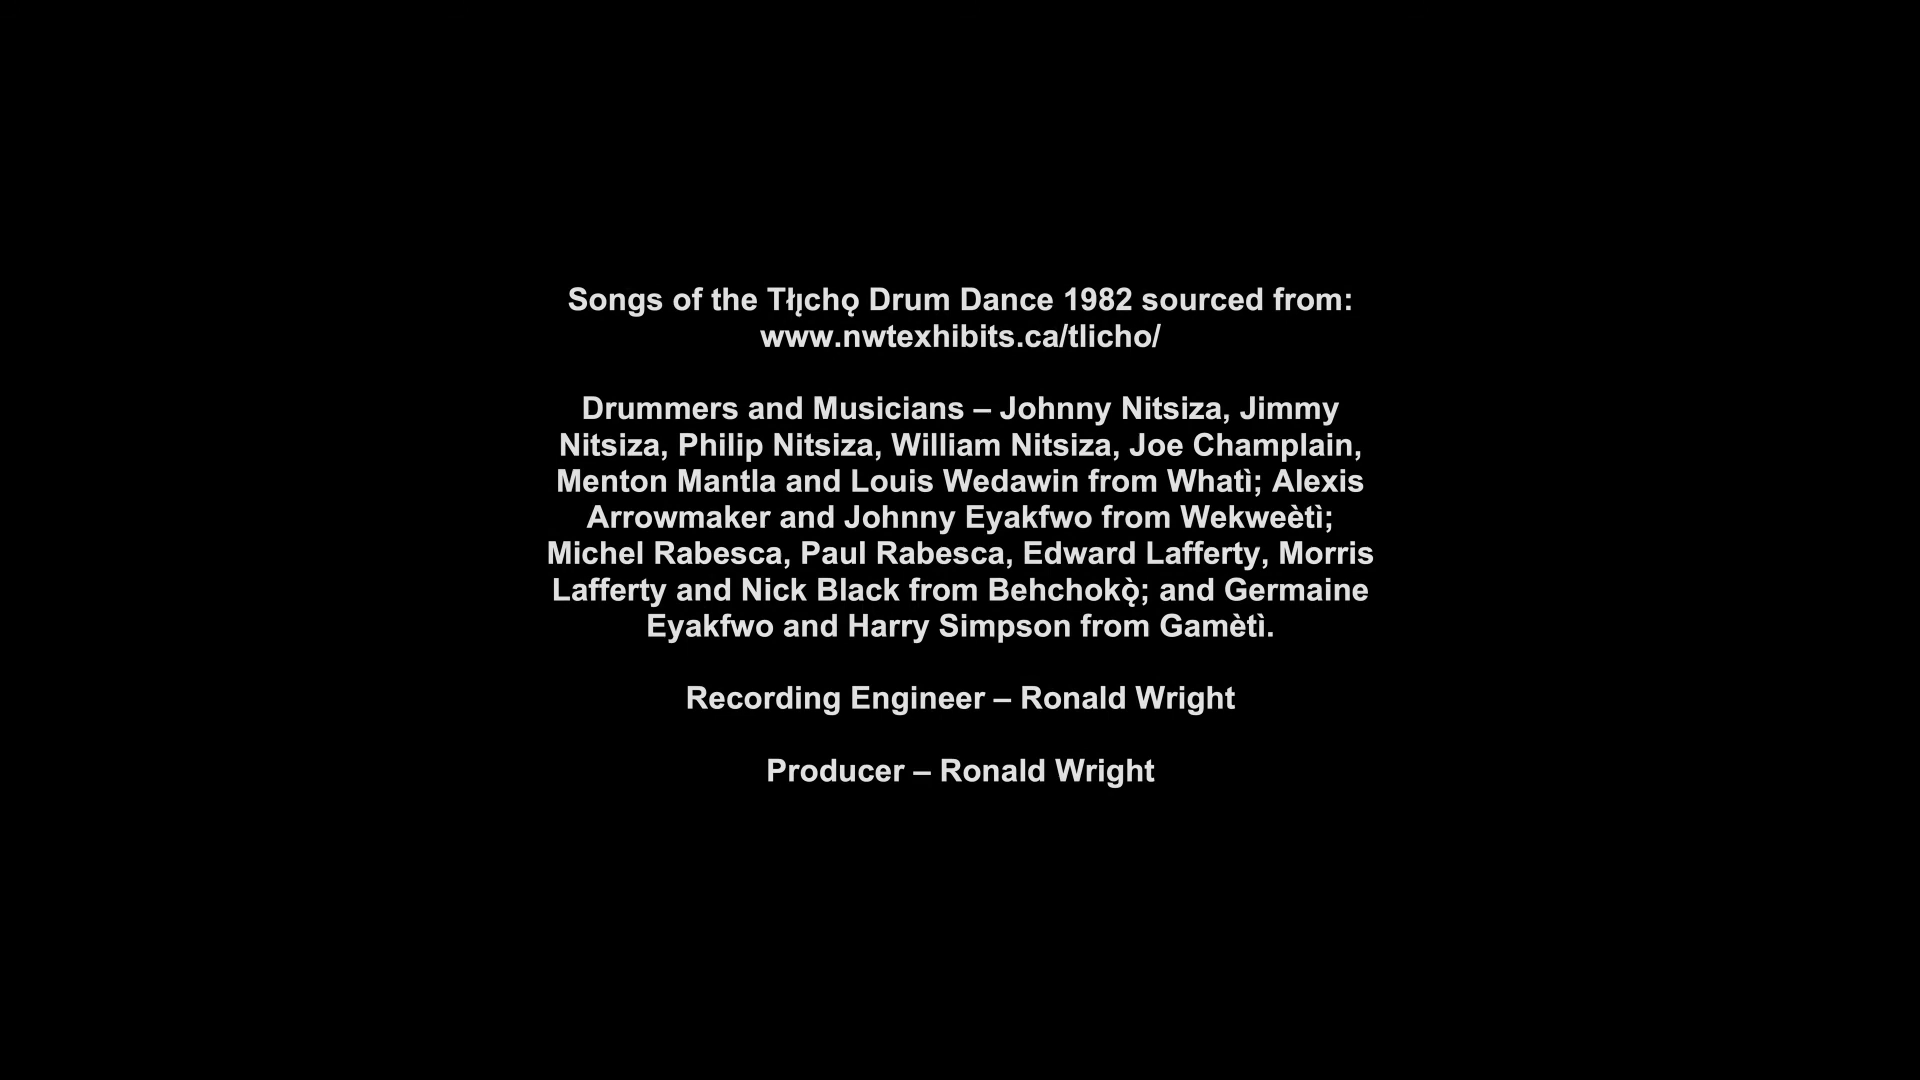 Songs of the Tłı̨chǫ Drum Dance 1982 sourced from:
www.nwtexhibits.ca/tlicho/
Drummers and Musicians – Johnny Nitsiza, Jimmy
Nitsiza, Philip Nitsiza, William Nitsiza, Joe Champlain,
Menton Mantla and Louis Wedawin from Whatì; Alexis
Arrowmaker and Johnny Eyakfwo from Wekweètì;
Michel Rabesca, Paul Rabesca, Edward Lafferty, Morris
Lafferty and Nick Black from Behchokǫ̀; and Germaine
Eyakfwo and Harry Simpson from Gamètì.
Recording Engineer – Ronald Wright
Producer – Ronald Wright